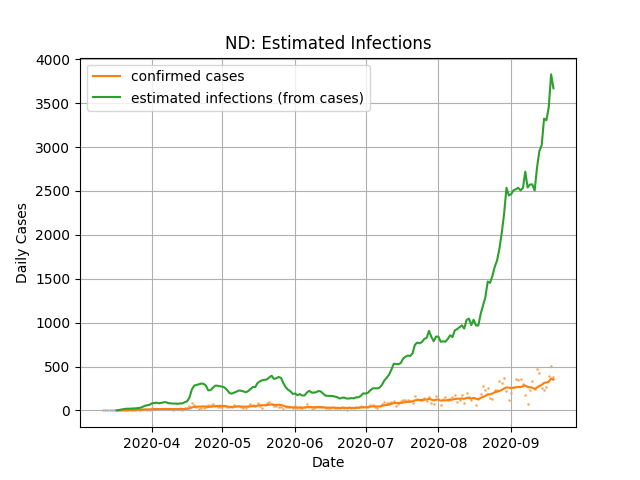 ND: Estimated Infections
confirmed cases
estimated infections (from cases)
4000
3500
3000
2500
2000
1500
1000
500
0
Daily Cases
2020-04 2020-05 2020-06 2020-07 2020-08 2020-09
Date